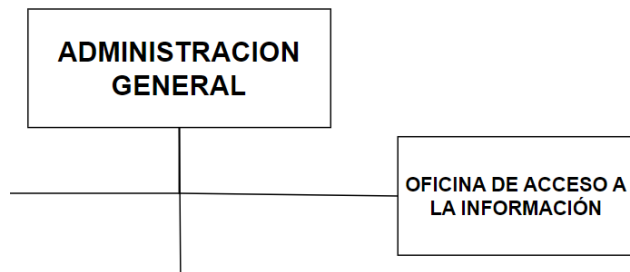 ADMINISTRACION
GENERAL
OFICINA DE ACCESO A
LA INFORMACIÓN